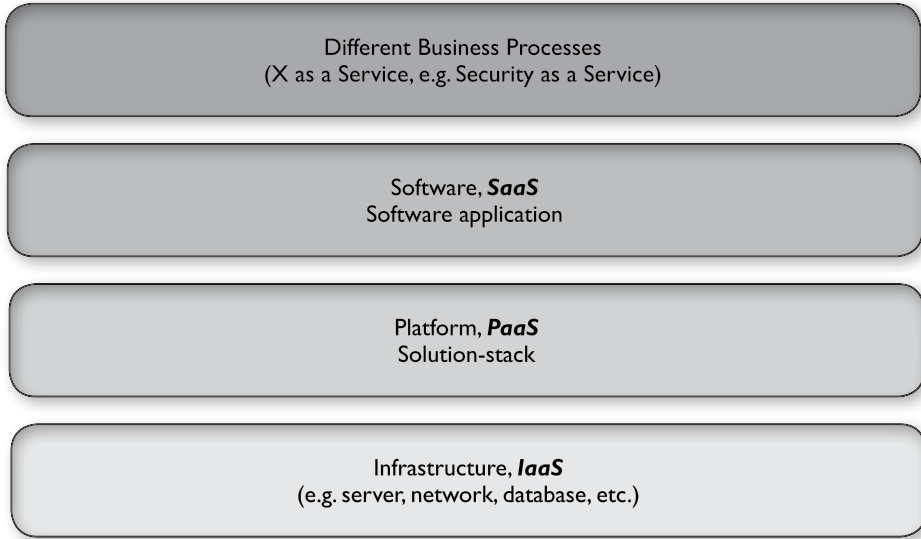 Different Business Processes
(X as a Service, e.g. Security as a Service)
Software, SaaS
Software application
Platform, PaaS
Solution-stack
Infrastructure, IaaS
(e.g. server, network, database, etc.)